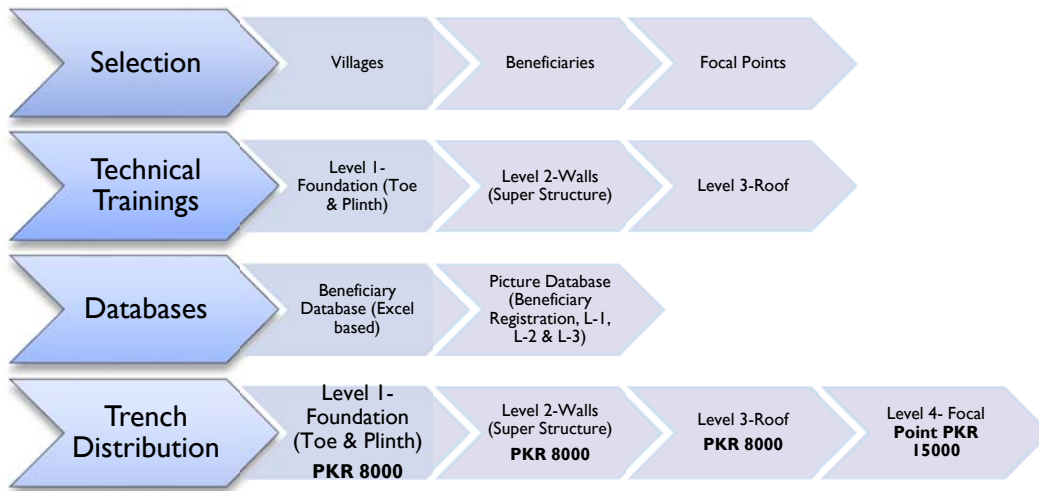 Selection
Villages
Beneficiaries
Focal Points
Technical
Trainings
Level 1-
Foundation (Toe
& Plinth)
Level 2-Walls
(Super Structure)
Level 3-Roof
Databases
Beneficiary
Database (Excel
based)
Picture Database
(Beneficiary
Registration, L-1,
L-2 & L-3)
Trench
Distribution
Level 1-
Foundation
(Toe & Plinth)
PKR 8000
Level 2-Walls
(Super Structure)
PKR 8000
Level 3-Roof
PKR 8000
Level 4- Focal
Point PKR
15000